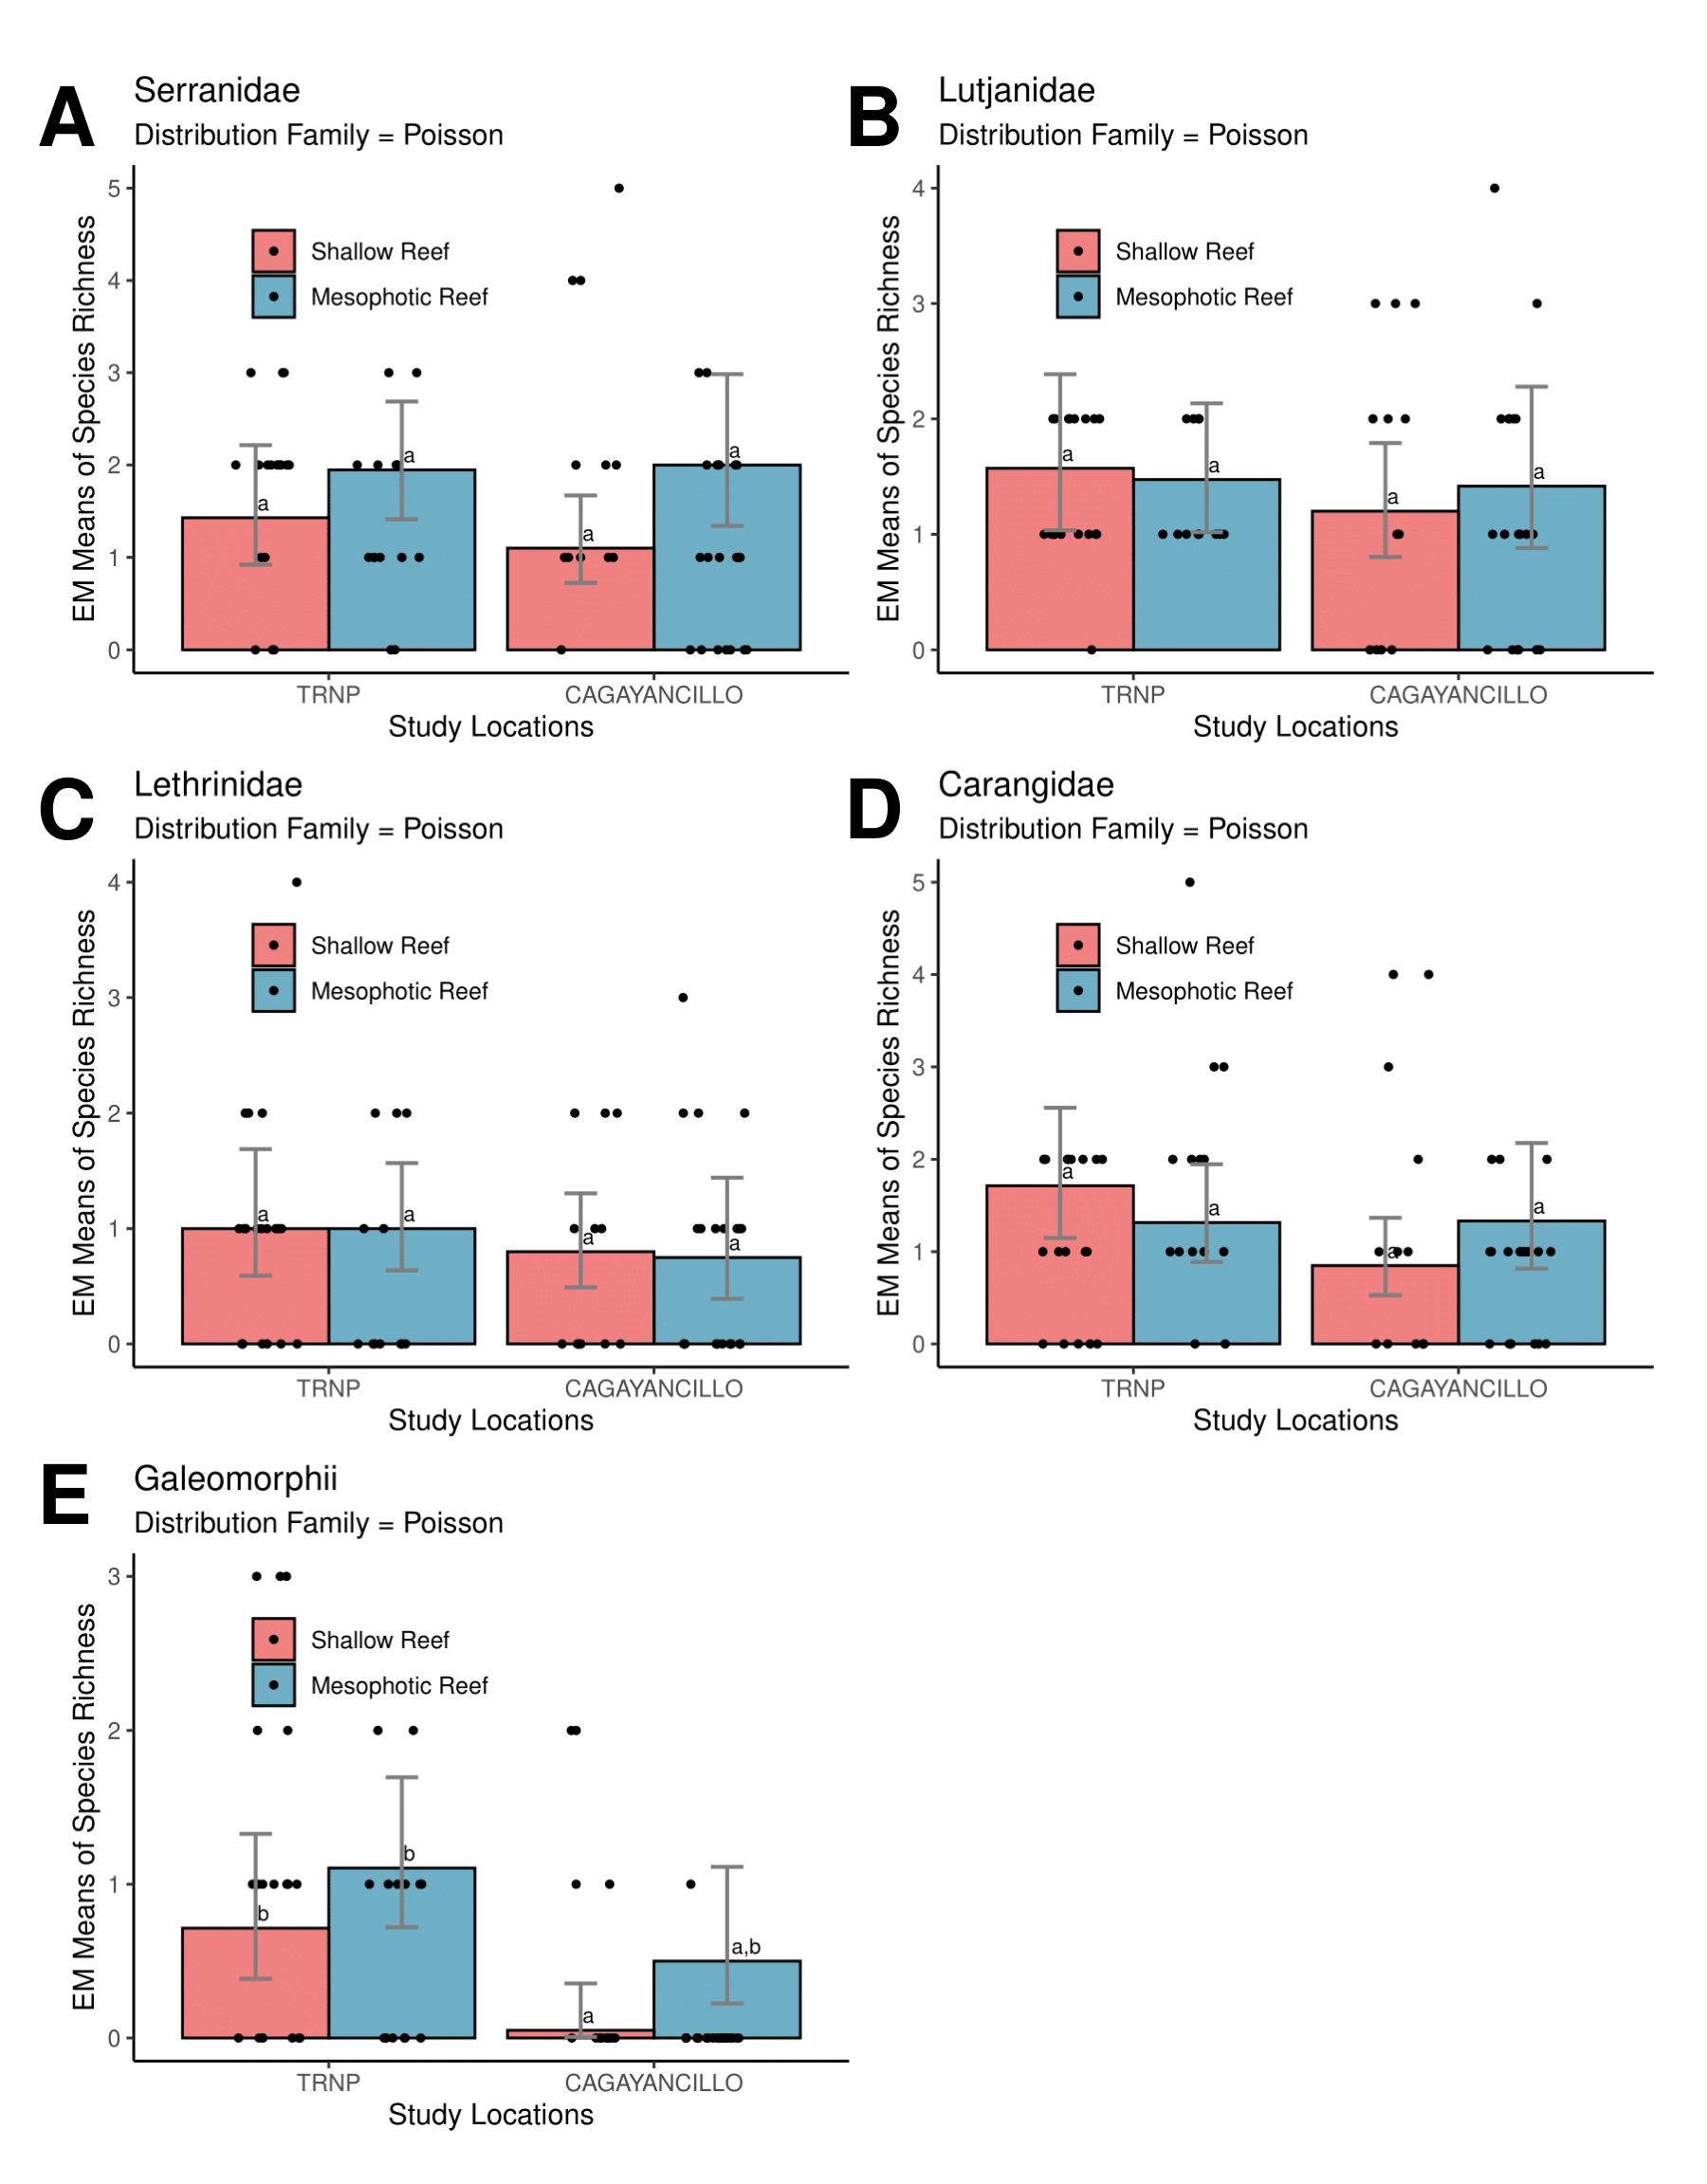 A
Serranidae
Distribution Family = Poisson
EM Means of Species Richness
5
4
3
2
1
0
Shallow Reef
Mesophotic Reef
a
a
a
a
TRNP
CAGAYANCILLO
Study Locations
B
Lutjanidae
Distribution Family = Poisson
EM Means of Species Richness
4
3
2
1
0
Shallow Reef
Mesophotic Reef
a
a
a
a
TRNP
CAGAYANCILLO
Study Locations
C
Lethrinidae
Distribution Family = Poisson
EM Means of Species Richness
4
3
2
1
0
Shallow Reef
Mesophotic Reef
a
a
a
a
TRNP
CAGAYANCILLO
Study Locations
D
Carangidae
Distribution Family = Poisson
EM Means of Species Richness
5
4
3
2
1
0
Shallow Reef
Mesophotic Reef
a
a
a
a
TRNP
CAGAYANCILLO
Study Locations
E
Galeomorphii
Distribution Family = Poisson
EM Means of Species Richness
3
2
1
0
Shallow Reef
Mesophotic Reef
b
b
a
a,b
TRNP
CAGAYANCILLO
Study Locations